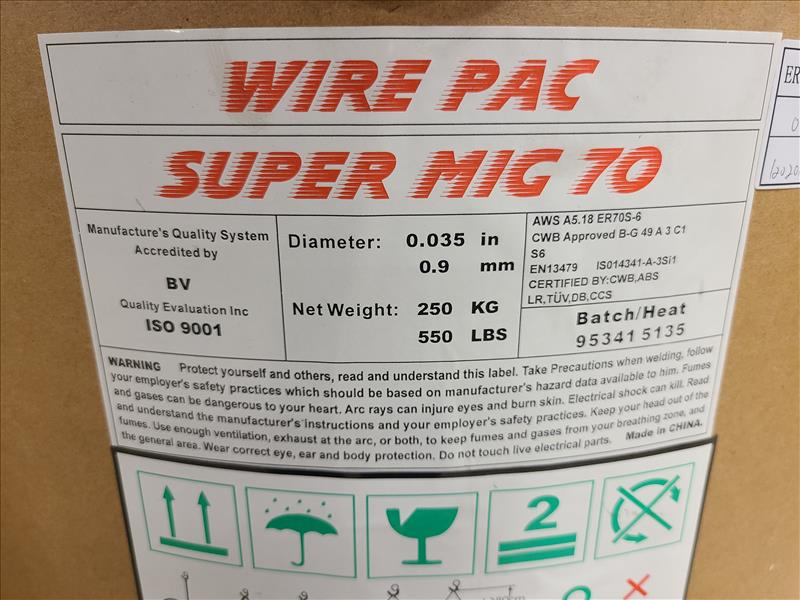 WIRE PAC
SUPER MIG 70
Manufacture's Quality System
Accredited by
BV
Quality Evaluation Inc
ISO 9001
Diameter: 0.035 in
0.9 mm
Net Weight: 250 KG
550 LBS
AWS A5.18 ER70S-6
CWB Approved B-G 49 A 3 C1
S6
EN13479 IS014341-A-3Si1
CERTIFIED BY:CWB,ABS
LR,TÜV,DB,CCS
Batch/Heat
95341 5135
WARNING Protect yourself and others, read and understand this label. Take Precautions when welding, follow
your employer's safety practices which should be based on manufacturer's hazard data available to him. Fumes
and gases can be dangerous to your heart. Arc rays can injure eyes and burn skin. Electrical shock can kill. Read
and understand the manufacturer's instructions and your employer's safety practices. Keep your head out of the
fumes. Use enough ventilation, exhaust at the arc, or both, to keep fumes and gases from your breathing zone, and
the general area. Wear correct eye, ear and body protection. Do not touch live electrical parts. Made in CHINA.
2
ER